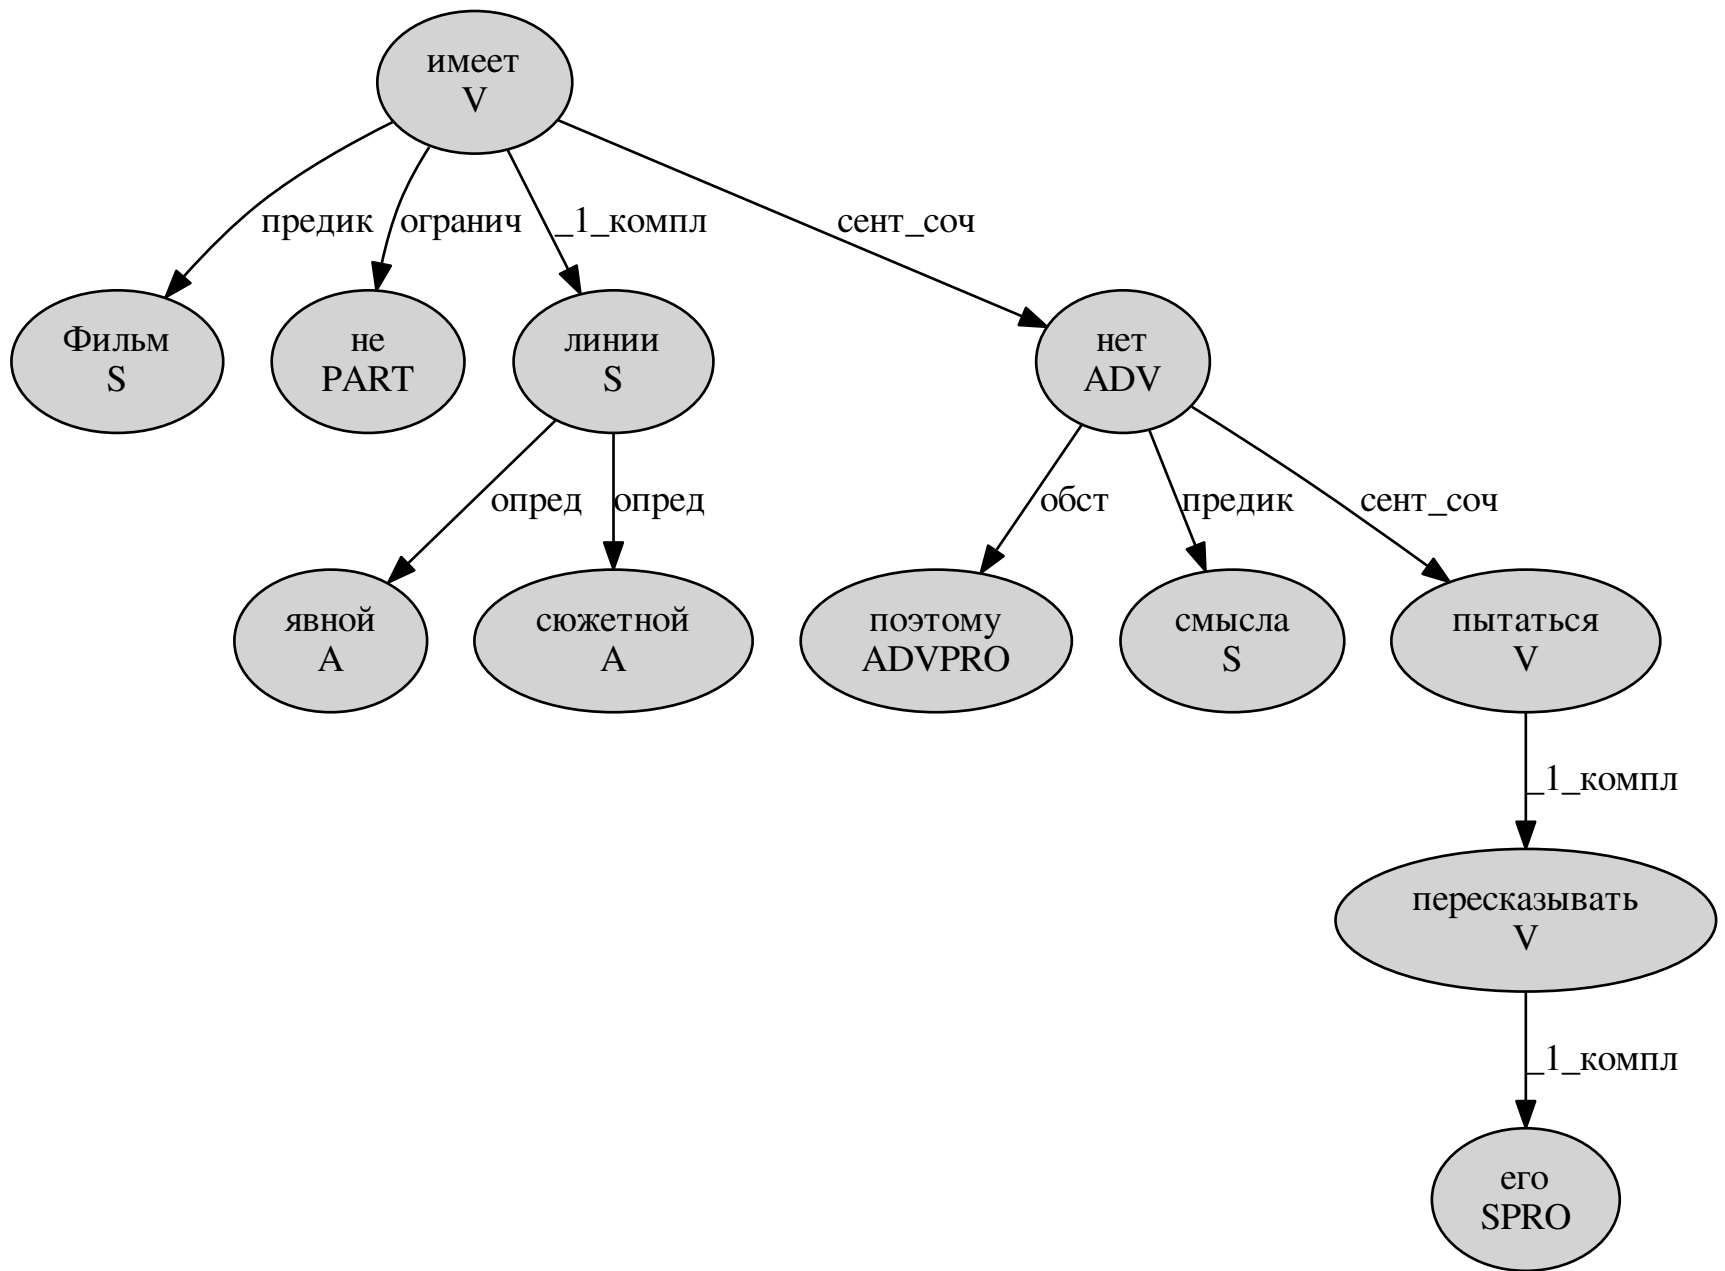 имеет
V
предик
огранич
_1_компл
сент_соч
Фильм
S
не
PART
линии
S
нет
ADV
опред
опред
обст
предик
сент_соч
явной
A
сюжетной
A
поэтому
ADVPRO
смысла
S
пытаться
V
_1_компл
пересказывать
V
_1_компл
его
SPRO